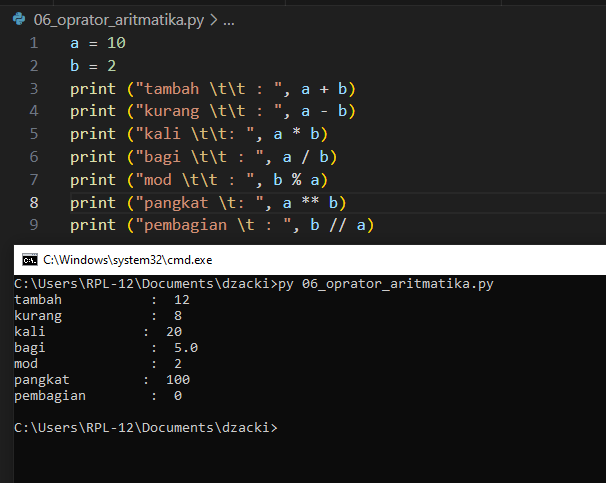 06_oprator_aritmatika.py > ...
1 a = 10
2 b = 2
3 print ("tambah \t\t : ", a + b)
4 print ("kurang \t\t : ", a - b)
5 print ("kali \t\t: ", a * b)
6 print ("bagi \t\t : ", a / b)
7 print ("mod \t\t : ", b % a)
8 print ("pangkat \t: ", a ** b)
9 print ("pembagian \t : ", b // a)
C:\Windows\system32\cmd.exe
C:\Users\RPL-12\Documents\dzacki>py 06_oprator_aritmatika.py
tambah           :  12
kurang           :  8
kali            :  20
bagi             :  5.0
mod              :  2
pangkat         :  100
pembagian        :  0
C:\Users\RPL-12\Documents\dzacki>